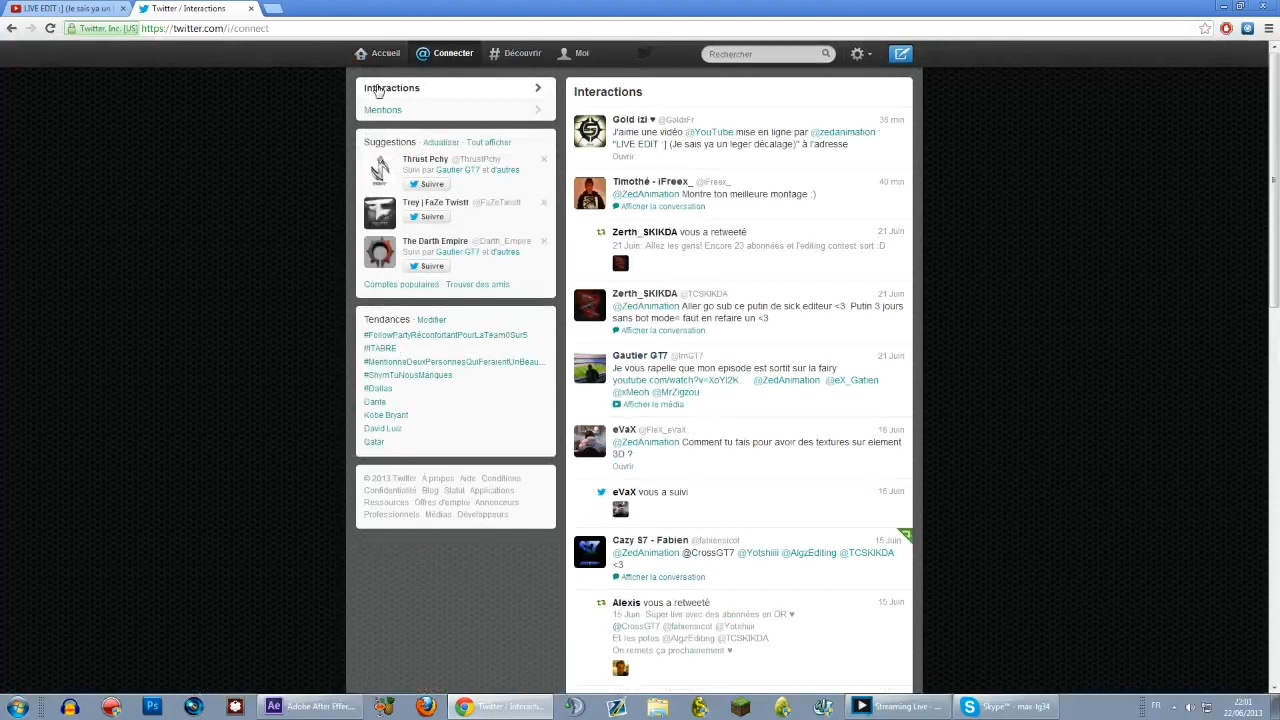 LIVE EDIT :] (Je sais ya un l
Twitter / Interactions
Twitter, Inc. [US] https://twitter.com/i/connect
Accueil
@ Connecter
# Découvrir
Moi
Rechercher
Interactions
Mentions
Suggestions · Actualiser · Tout afficher
Thrust Pchy @ThrustPchy
Suivi par Gautier GT7 et d'autres
Suivre
Trey | FaZe Twistt @FaZeTwistt
Suivre
The Darth Empire @Darth_Empire
Suivi par Gautier GT7 et d'autres
Suivre
Comptes populaires · Trouver des amis
Tendances · Modifier
#FollowPartyRéconfortantPourLaTeam0Sur5
#ITABRE
#MentionneDeuxPersonnesQuiFeraientUnBeau...
#ShymTuNousManques
#Dallas
Dante
Kobe Bryant
David Luiz
Qatar
© 2013 Twitter À propos Aide Conditions
Confidentialité Blog Statut Applications
Ressources Offres d'emploi Annonceurs
Professionnels Médias Développeurs
Interactions
Gold Izi ♥ @GoldxFr 36 min
J'aime une vidéo @YouTube mise en ligne par @zedanimation
"LIVE EDIT :] (Je sais ya un leger décalage)" à l'adresse
Ouvrir
Timothé - iFreex_ @iFreex_ 40 min
@ZedAnimation Montre ton meilleure montage :)
Afficher la conversation
Zerth_SKIKDA vous a retweeté 21 Juin
21 Juin: Allez les gens! Encore 23 abonnées et l'editing contest sort :D
Zerth_SKIKDA @TCSKIKDA 21 Juin
@ZedAnimation Aller go sub ce putin de sick editeur <3. Putin 3 jours
sans bot mode= faut en refaire un <3
Afficher la conversation
Gautier GT7 @ImGT7 21 Juin
Je vous rapelle que mon episode est sortit sur la fairy
youtube.com/watch?v=XoYI2K... @ZedAnimation @eX_Gatien
@xMeoh @MrZigzou
Afficher le média
eVaX @FleX_eVaX 16 Juin
@ZedAnimation Comment tu fais pour avoir des textures sur element
3D ?
Ouvrir
eVaX vous a suivi 16 Juin
Cazy S7 - Fabien @fabiensicot 15 Juin
@ZedAnimation @CrossGT7 @Yotshiiii @AlgzEditing @TCSKIKDA
<3
Afficher la conversation
Alexis vous a retweeté 15 Juin
15 Juin: Super live avec des abonnées en OR ♥
@CrossGT7 @fabiensicot @Yotshiiii
Et les potos @AlgzEditing @TCSKIKDA
On remets ça prochainement ♥
Adobe After Effec...
Twitter / Interacti...
Streaming Live - ...
Skype™ - max-lg34
FR
22:01
22/06/2013